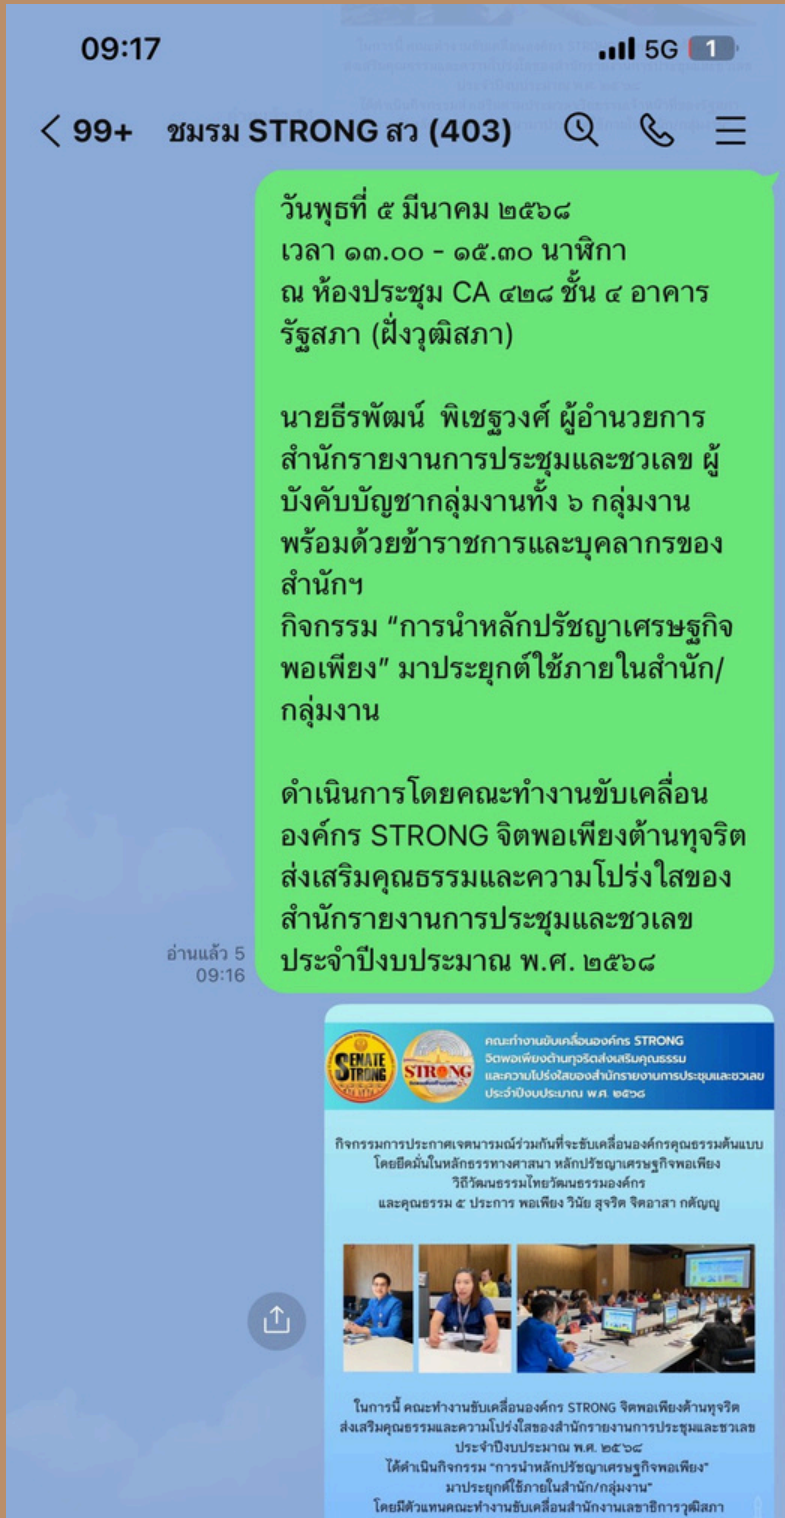 09:17
5G 1
99+ ชมรม STRONG สว (403)
วันพุธที่ ๕ มีนาคม ๒๕๖๘
เวลา ๑๓.๐๐ - ๑๕.๓๐ นาฬิกา
ณ ห้องประชุม CA ๔๒๘ ชั้น ๔ อาคาร
รัฐสภา (ฝั่งวุฒิสภา)
นายธีรพัฒน์ พิเชฐวงศ์ ผู้อำนวยการ
สำนักรายงานการประชุมและชวเลข ผู้
บังคับบัญชากลุ่มงานทั้ง ๖ กลุ่มงาน
พร้อมด้วยข้าราชการและบุคลากรของ
สำนักฯ
กิจกรรม “การนำหลักปรัชญาเศรษฐกิจ
พอเพียง” มาประยุกต์ใช้ภายในสำนัก/
กลุ่มงาน
ดำเนินการโดยคณะทำงานขับเคลื่อน
องค์กร STRONG จิตพอเพียงต้านทุจริต
ส่งเสริมคุณธรรมและความโปร่งใสของ
สำนักรายงานการประชุมและชวเลข
ประจำปีงบประมาณ พ.ศ. ๒๕๖๘
อ่านแล้ว 5
09:16
SENATE
STRONG
STRONG
คณะทำงานขับเคลื่อนองค์กร STRONG
จิตพอเพียงต้านทุจริตส่งเสริมคุณธรรม
และความโปร่งใสของสำนักรายงานการประชุมและชวเลข
ประจำปีงบประมาณ พ.ศ. ๒๕๖๘
กิจกรรมการประกาศเจตนารมณ์ร่วมกันที่จะขับเคลื่อนองค์กรคุณธรรมต้นแบบ
โดยยึดมั่นในหลักธรรทางศาสนา หลักปรัชญาเศรษฐกิจพอเพียง
วิถีวัฒนธรรมไทยวัฒนธรรมองค์กร
และคุณธรรม ๕ ประการ พอเพียง วินัย สุจริต จิตอาสา กตัญญู
ในการนี้ คณะทำงานขับเคลื่อนองค์กร STRONG จิตพอเพียงต้านทุจริต
ส่งเสริมคุณธรรมและความโปร่งใสของสำนักรายงานการประชุมและชวเลข
ประจำปีงบประมาณ พ.ศ. ๒๕๖๘
ได้ดำเนินกิจกรรม “การนำหลักปรัชญาเศรษฐกิจพอเพียง"
มาประยุกต์ใช้ภายในสำนัก/กลุ่มงาน"
โดยมีตัวแทนคณะทำงานขับเคลื่อนสำนักงานเลขาธิการวุฒิสภา